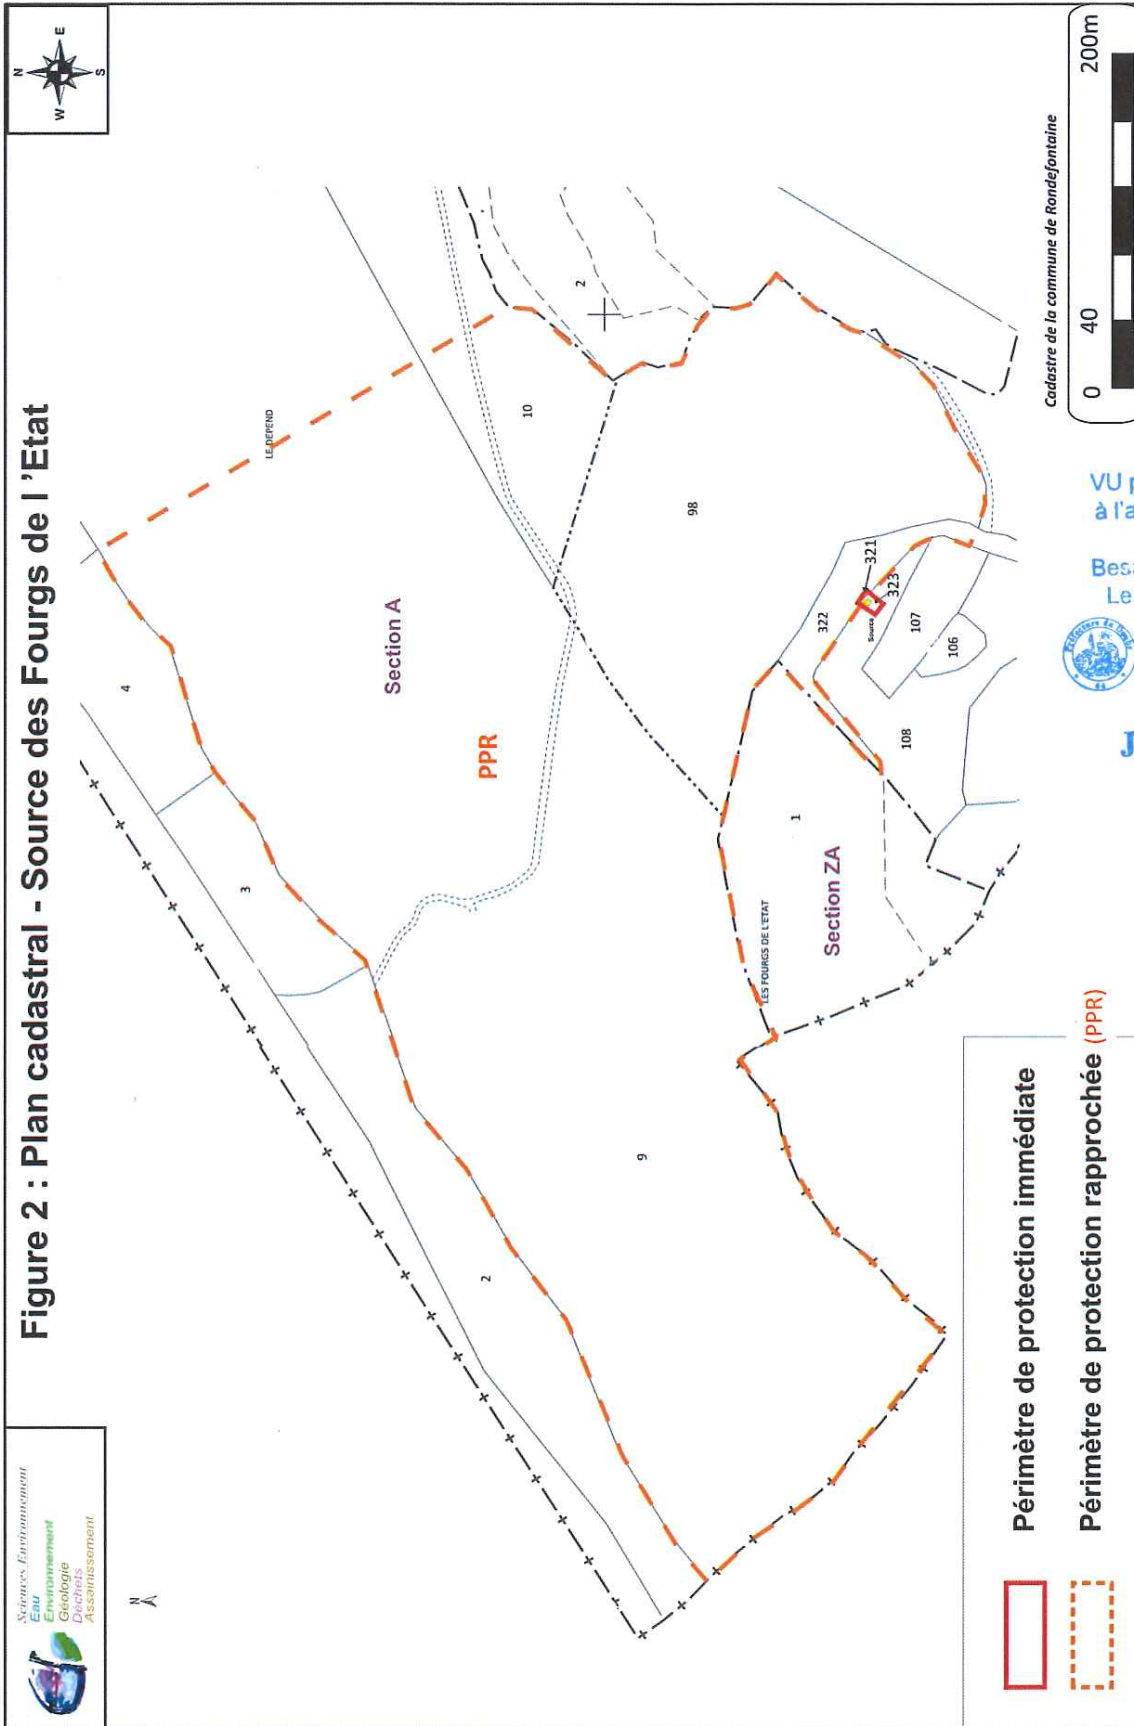 Sciences Environnement
Eau
Environnement
Géologie
Déchets
Assainissement
Figure 2 : Plan cadastral - Source des Fourgs de l 'Etat
N
W
E
S
N
4
3
2
9
LE DEPEND
Section A
PPR
10
2
98
322
321
323
Source
107
106
108
1
Section ZA
LES FOURGS DE L'ETAT
Cadastre de la commune de Rondefontaine
0
40
200m
VU
à l'a
Bes
Le
Préfecture du Doubs
J
Périmètre de protection immédiate
Périmètre de protection rapprochée (PPR)